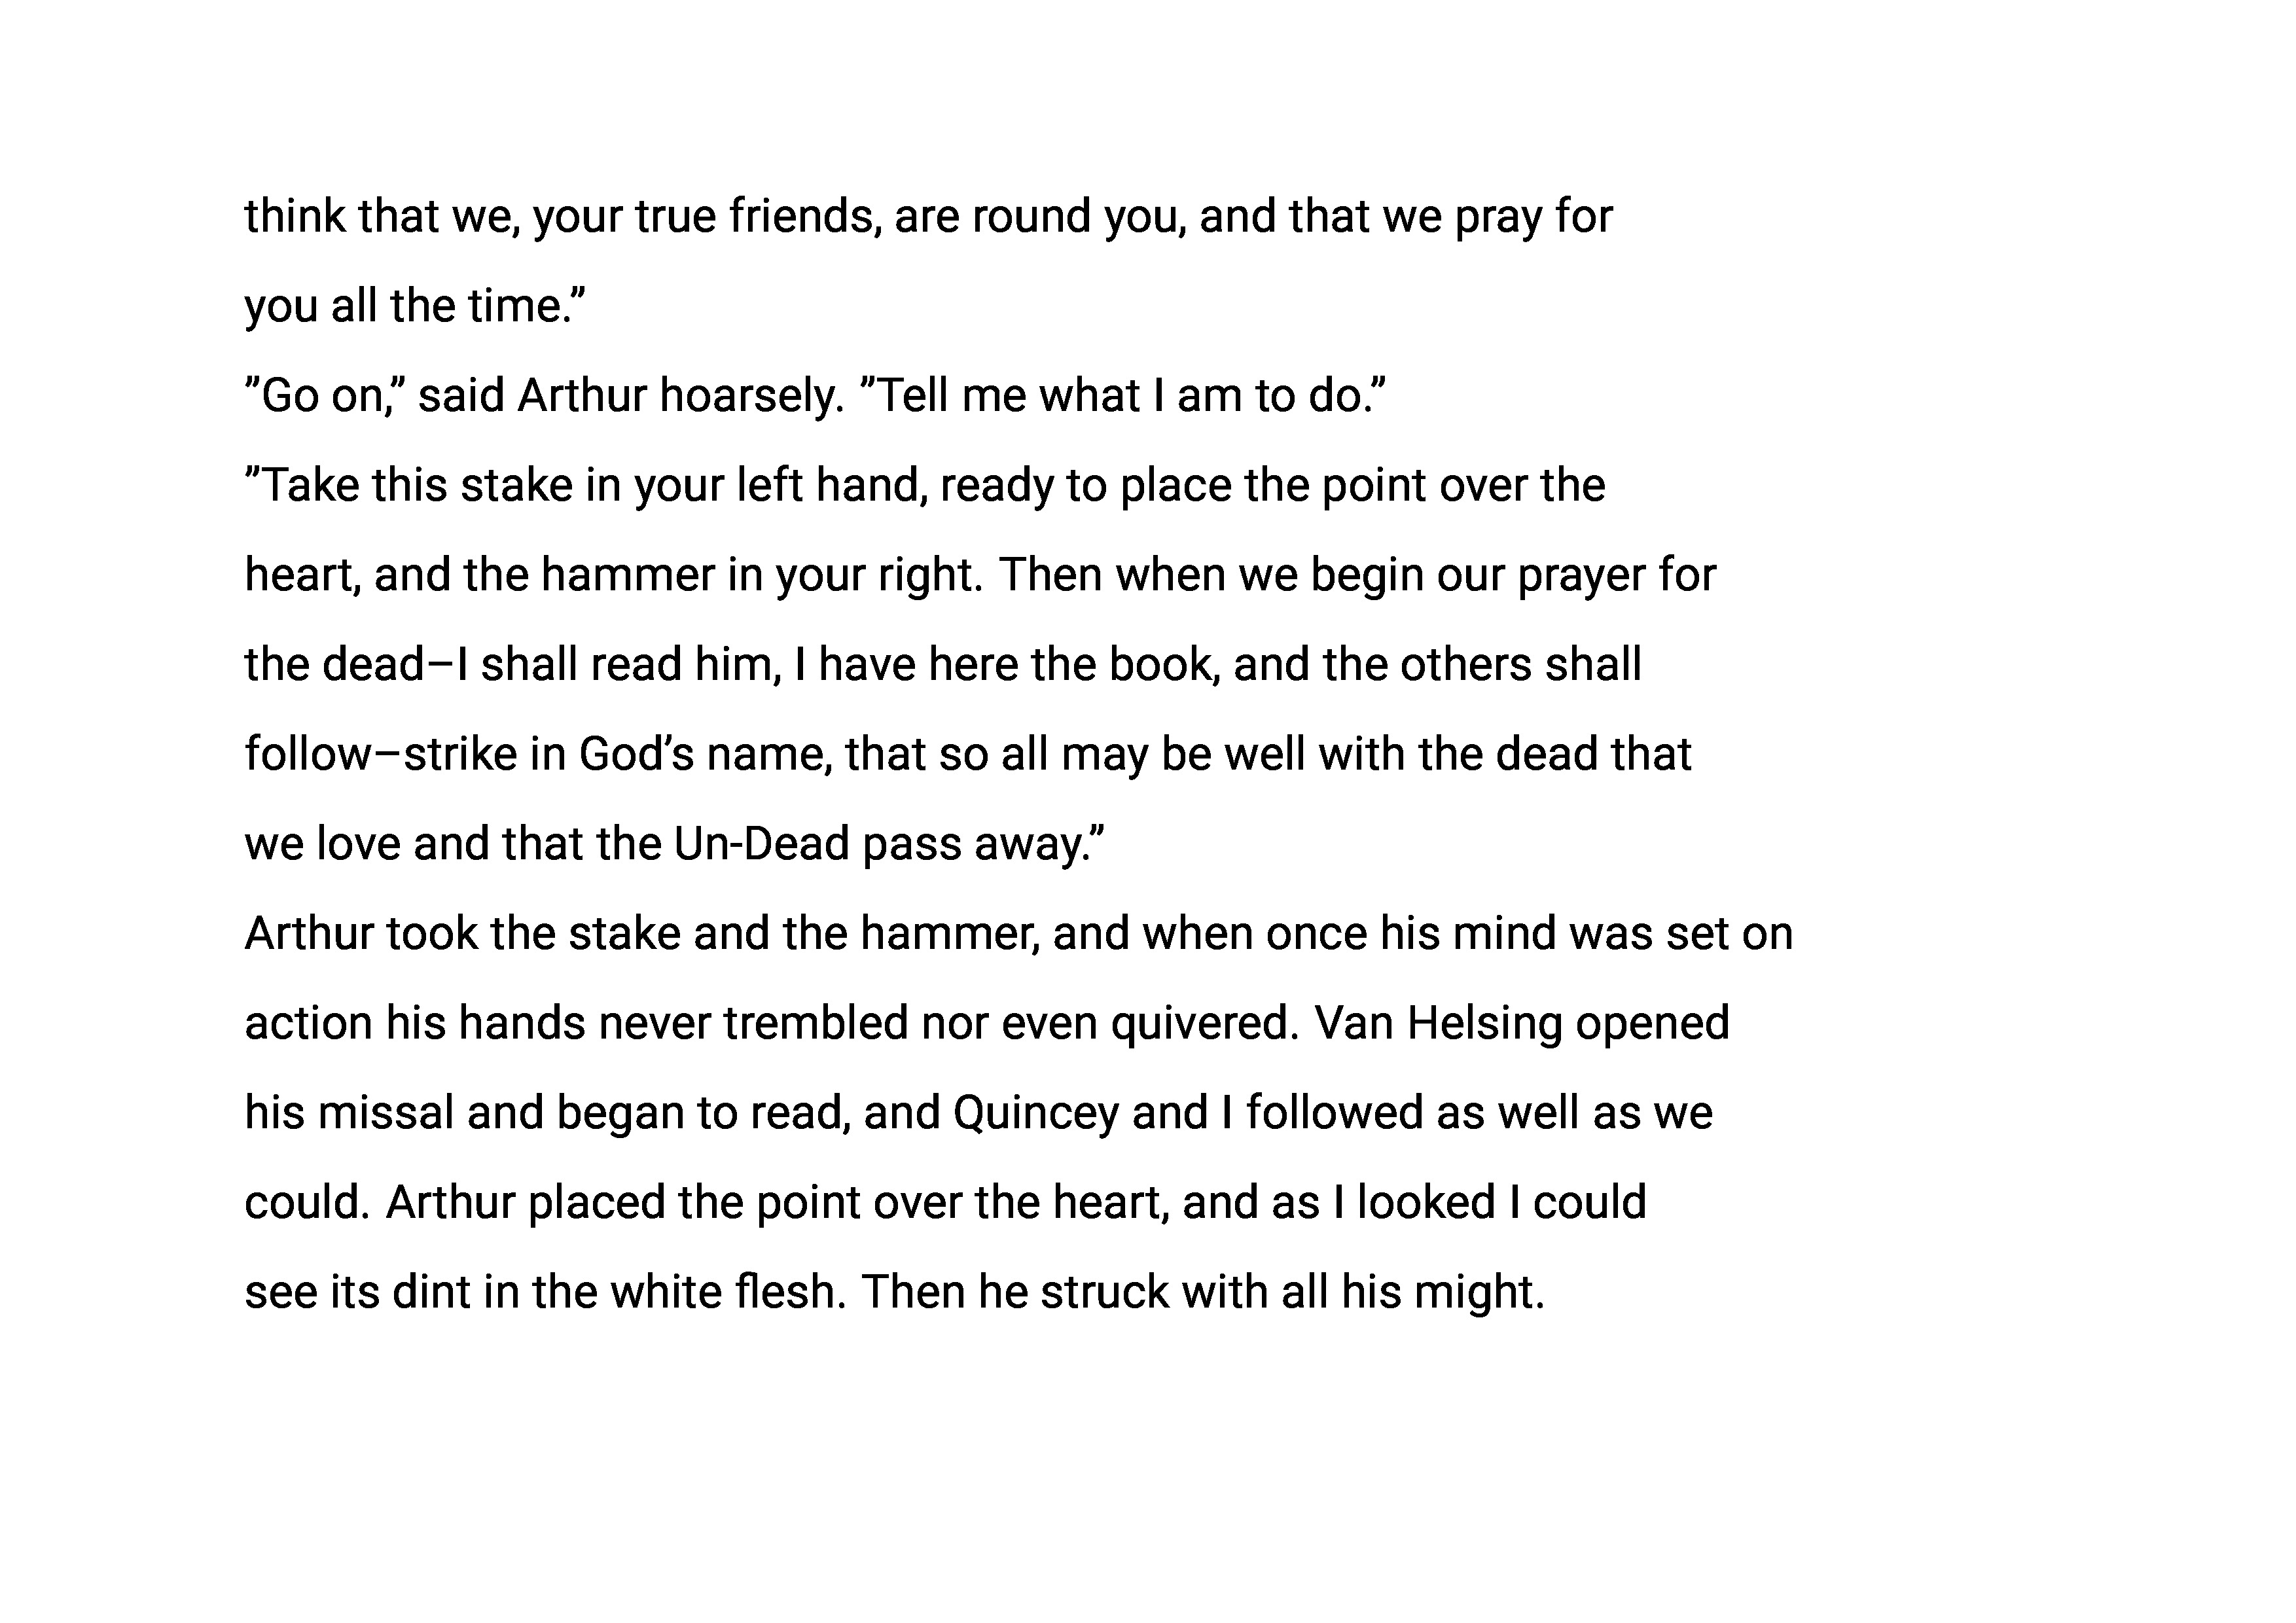 think that we, your true friends, are round you, and that we pray for
you all the time.”
”Go on,” said Arthur hoarsely. ”Tell me what I am to do.”
”Take this stake in your left hand, ready to place the point over the
heart, and the hammer in your right. Then when we begin our prayer for
the dead–I shall read him, I have here the book, and the others shall
follow–strike in God’s name, that so all may be well with the dead that
we love and that the Un-Dead pass away.”
Arthur took the stake and the hammer, and when once his mind was set on
action his hands never trembled nor even quivered. Van Helsing opened
his missal and began to read, and Quincey and I followed as well as we
could. Arthur placed the point over the heart, and as I looked I could
see its dint in the white flesh. Then he struck with all his might.